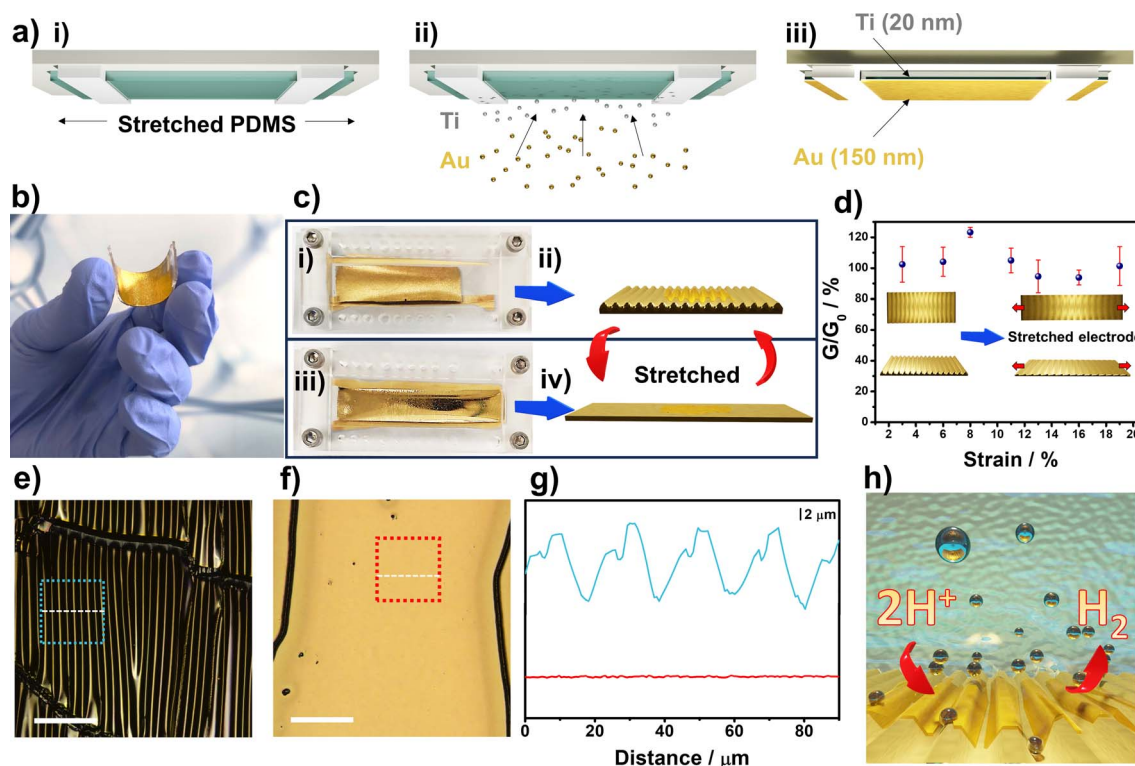 a) i)
Stretched PDMS
ii)
Ti
Au
iii)
Ti (20 nm)
Au (150 nm)
b)
c)
i)
ii)
iii)
iv)
Stretched
d)
120
100
80
60
40
20
0
G/G₀ / %
Stretched electrode
2 4 6 8 10 12 14 16 18 20
Strain / %
e)
f)
g)
2 μm
0 20 40 60 80
Distance / μm
h)
2H⁺
H₂